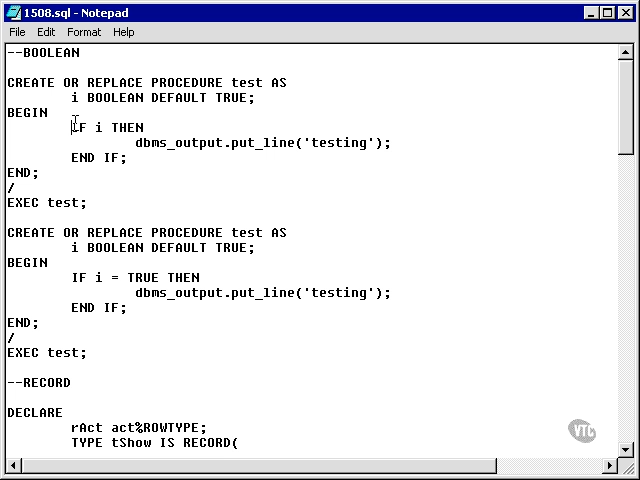 1508.sql - Notepad
File Edit Format Help
--BOOLEAN
CREATE OR REPLACE PROCEDURE test AS
i BOOLEAN DEFAULT TRUE;
BEGIN
IF i THEN
dbms_output.put_line('testing');
END IF;
END;
/
EXEC test;
CREATE OR REPLACE PROCEDURE test AS
i BOOLEAN DEFAULT TRUE;
BEGIN
IF i = TRUE THEN
dbms_output.put_line('testing');
END IF;
END;
/
EXEC test;
--RECORD
DECLARE
rAct act%ROWTYPE;
TYPE tShow IS RECORD(
VTC